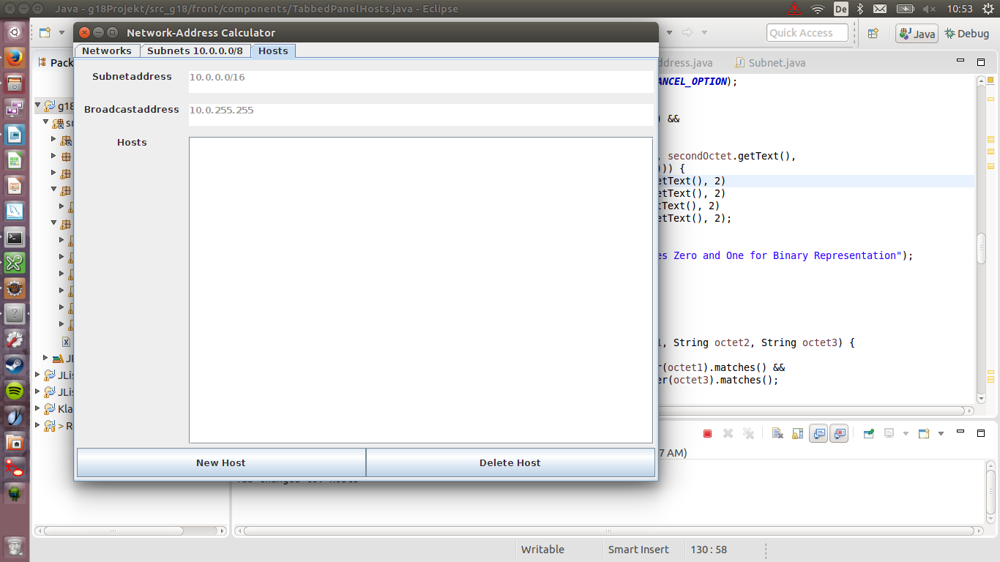 Java - g18Projekt/src_g18/front/components/TabbedPanelHosts.java - Eclipse
De
10:53
Quick Access
Java
Debug
Network-Address Calculator
Networks
Subnets 10.0.0.0/8
Hosts
Subnetaddress
10.0.0.0/16
Broadcastaddress
10.0.255.255
Hosts
New Host
Delete Host
Pack
g18
JLis
JLis
Kla
> R
ddress.java
Subnet.java
ANCEL_OPTION);
) &&
, secondOctet.getText(),
))) {
etText(), 2)
etText(), 2)
tText(), 2)
etText(), 2);
es Zero and One for Binary Representation");
1, String octet2, String octet3) {
r(octet1).matches() &&
er(octet3).matches();
7 AM)
Writable
Smart Insert
130 : 58